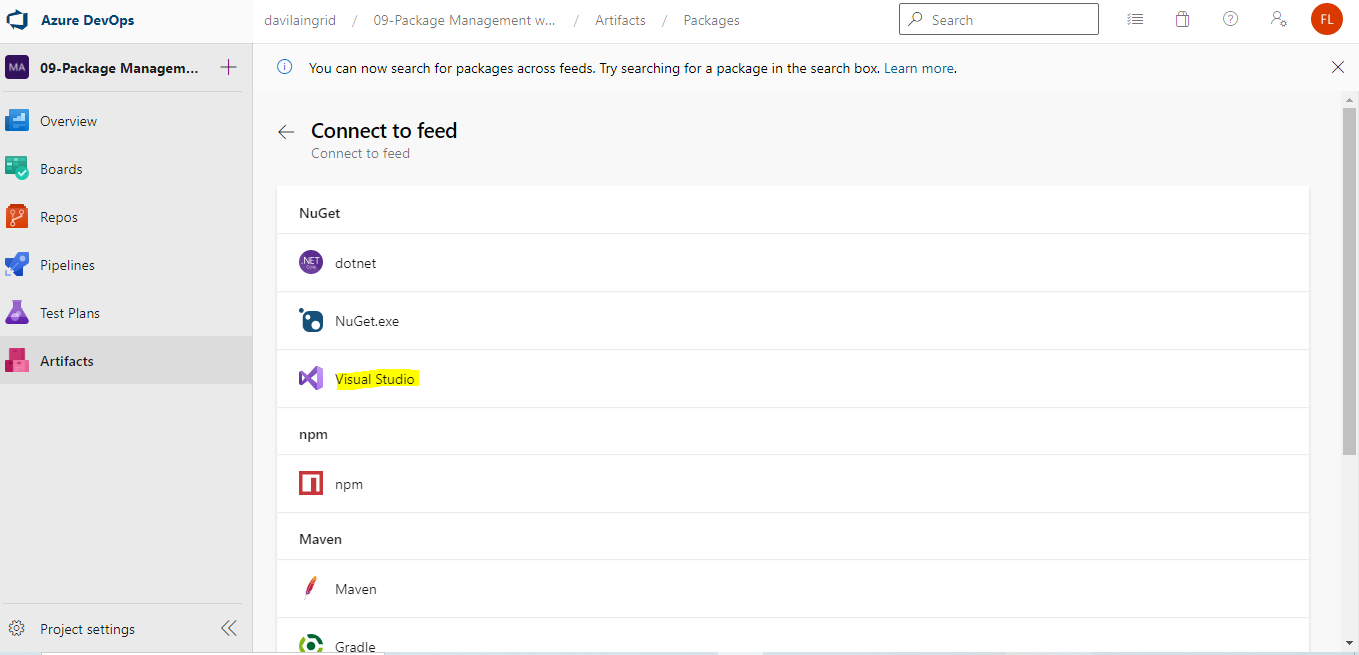 Azure DevOps
davilaingrid / 09-Package Management w... / Artifacts / Packages
Search
FL
MA 09-Package Managem...
You can now search for packages across feeds. Try searching for a package in the search box. Learn more.
Overview
Boards
Repos
Pipelines
Test Plans
Artifacts
Project settings
Connect to feed
Connect to feed
NuGet
.NET Core dotnet
NuGet.exe
Visual Studio
npm
npm
Maven
Maven
Gradle